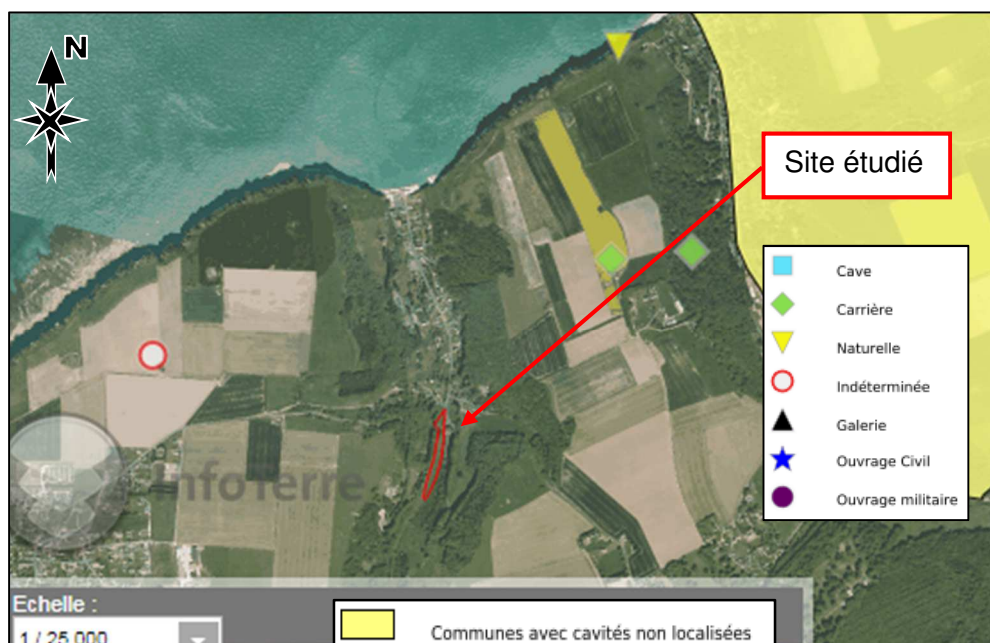 N
Site étudié
Cave
Carrière
Naturelle
Indéterminée
Galerie
Ouvrage Civil
Ouvrage militaire
InfoTerre
Echelle :
1 / 25 000
Communes avec cavités non localisées